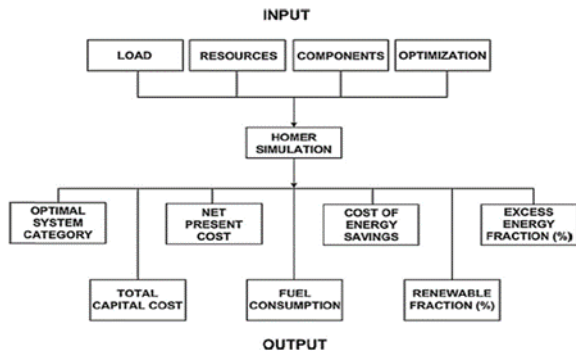 INPUT
LOAD
RESOURCES
COMPONENTS
OPTIMIZATION
HOMER
SIMULATION
OPTIMAL
SYSTEM
CATEGORY
NET
PRESENT
COST
COST OF
ENERGY
SAVINGS
EXCESS
ENERGY
FRACTION (%)
TOTAL
CAPITAL COST
FUEL
CONSUMPTION
RENEWABLE
FRACTION (%)
OUTPUT